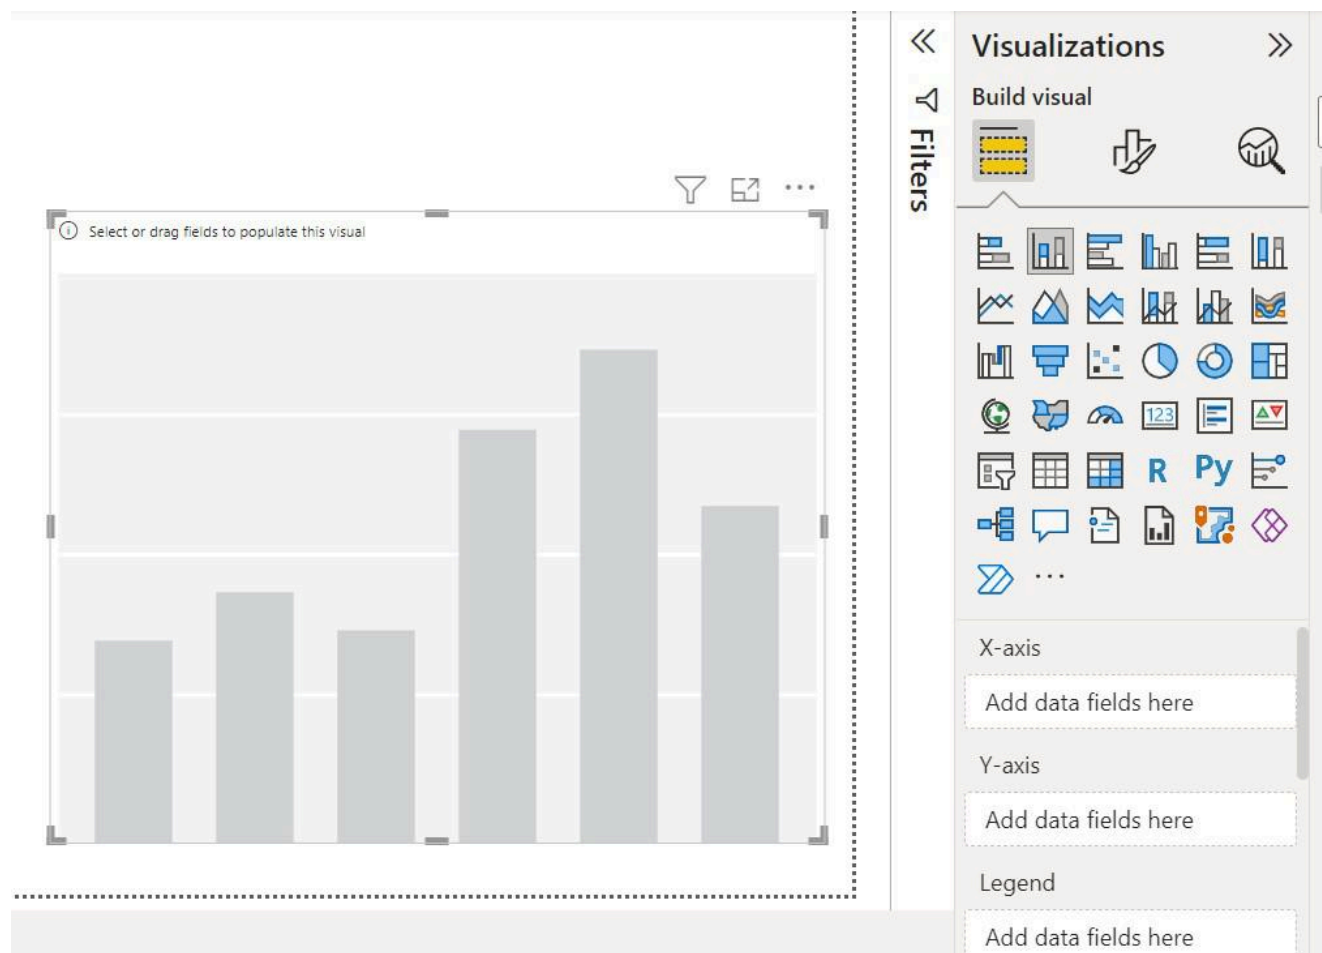 Visualizations
Build visual
Filters
Select or drag fields to populate this visual
123
R
Py
X-axis
Add data fields here
Y-axis
Add data fields here
Legend
Add data fields here